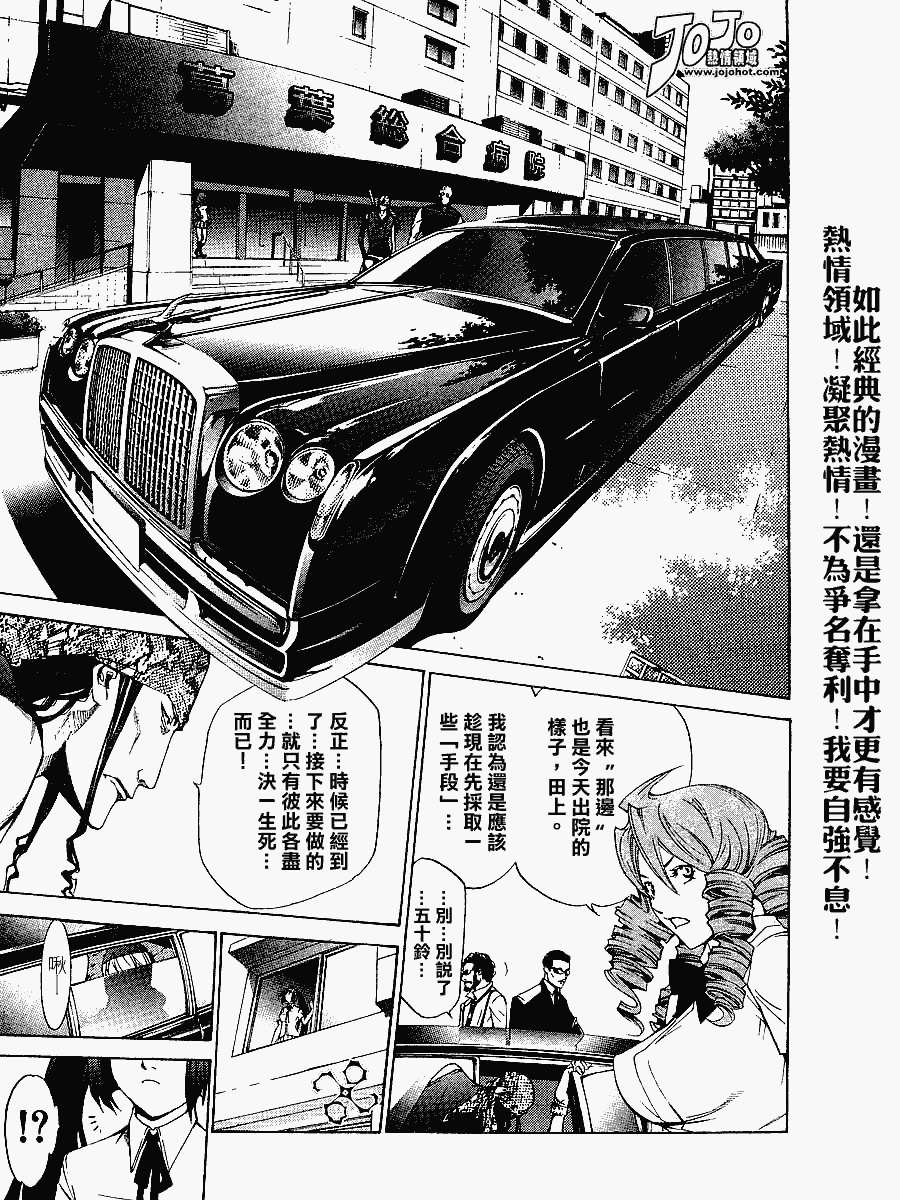 JOJO
熱情領域
www.jojohot.com
葛葉総合病院
如此經典的漫畫！還是拿在手中才更有感覺！
熱情領域！凝聚熱情！不為爭名奪利！我要自強不息！
看來〝那邊〞
也是今天出院的
樣子，田上。
我認為還是應該
趁現在先採取一
些「手段」…
…別…別說了
…五十鈴…
反正…時候已經到
了…接下來要做的
…就只有彼此各盡
全力…決一生死…
而已！
啾—
!?